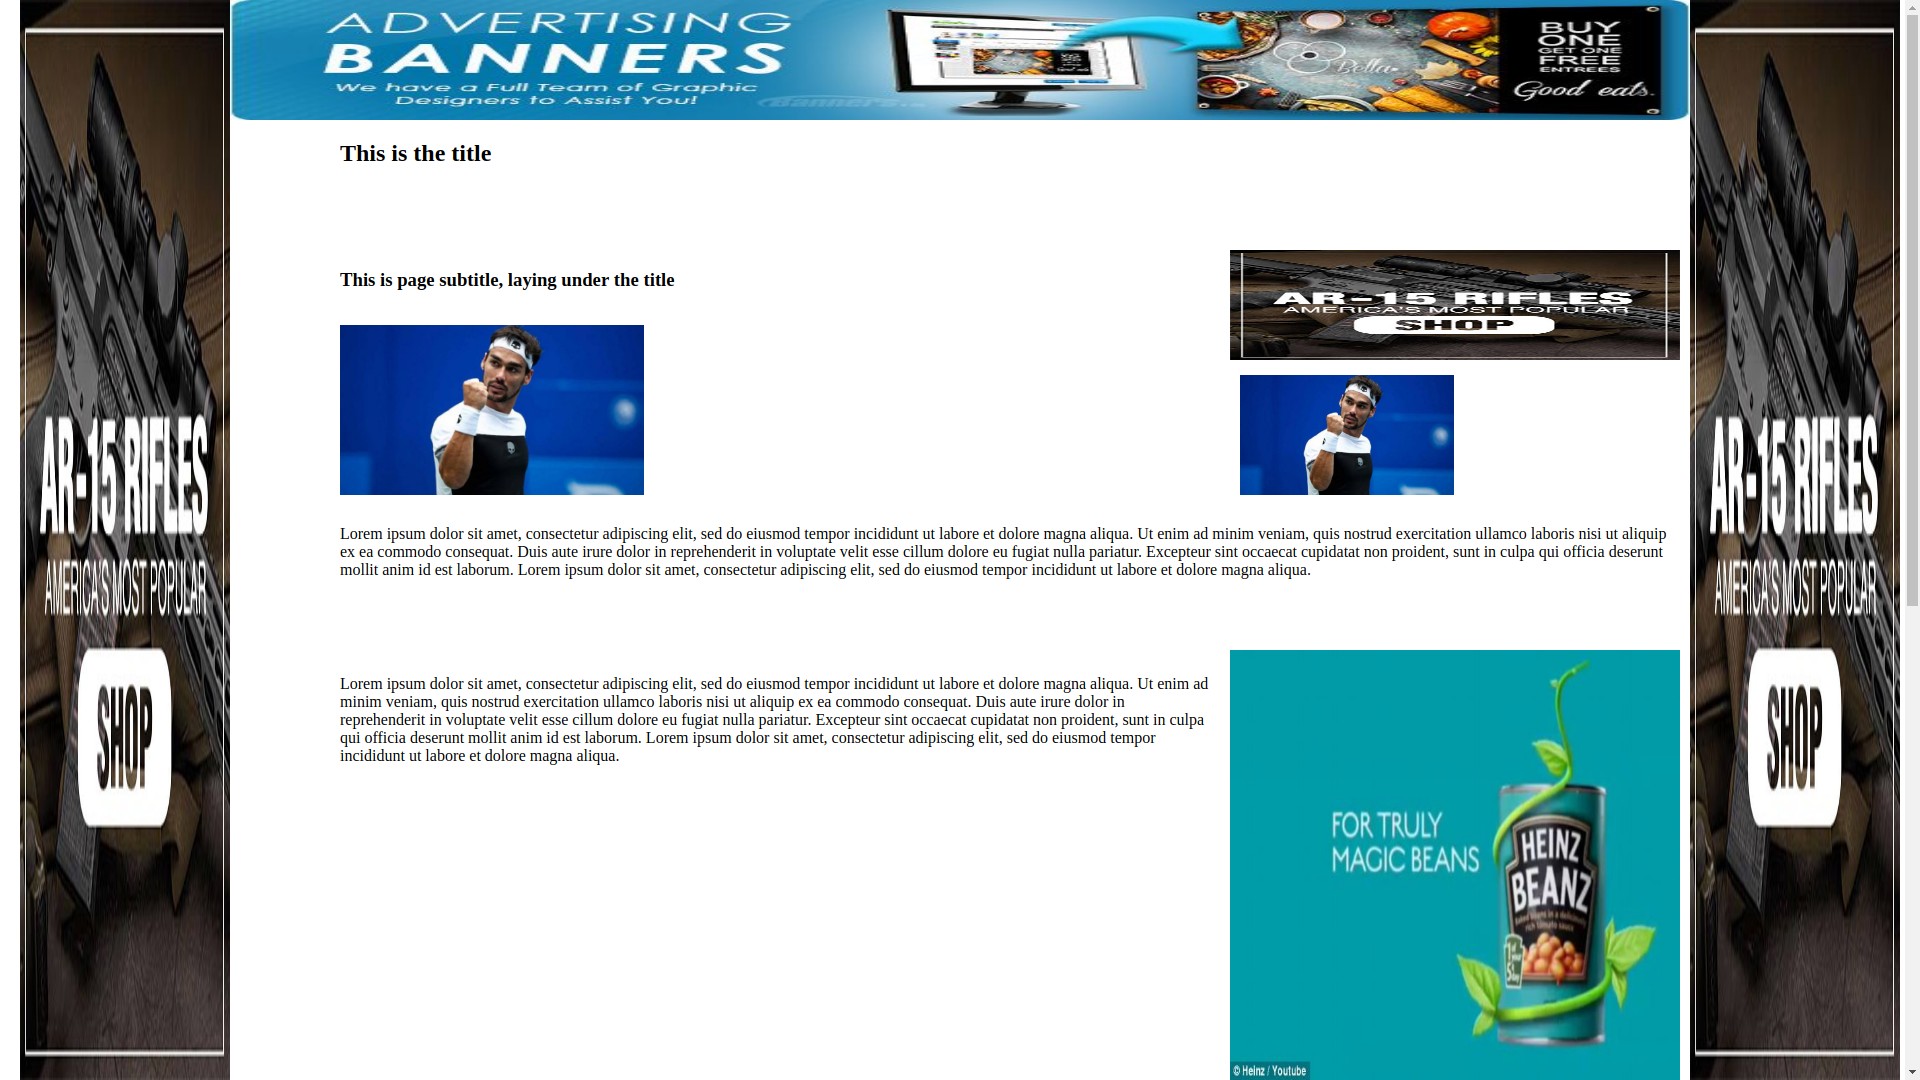 ADVERTISING
BANNERS
We have a Full Team of Graphic
Designers to Assist You!
Bella
BUY
ONE
GET ONE
FREE
ENTREES
Good eats.
This is the title
This is page subtitle, laying under the title
AR-15 RIFLES
AMERICA'S MOST POPULAR
SHOP
Lorem ipsum dolor sit amet, consectetur adipiscing elit, sed do eiusmod tempor incididunt ut labore et dolore magna aliqua. Ut enim ad minim veniam, quis nostrud exercitation ullamco laboris nisi ut aliquip
ex ea commodo consequat. Duis aute irure dolor in reprehenderit in voluptate velit esse cillum dolore eu fugiat nulla pariatur. Excepteur sint occaecat cupidatat non proident, sunt in culpa qui officia deserunt
mollit anim id est laborum. Lorem ipsum dolor sit amet, consectetur adipiscing elit, sed do eiusmod tempor incididunt ut labore et dolore magna aliqua.
Lorem ipsum dolor sit amet, consectetur adipiscing elit, sed do eiusmod tempor incididunt ut labore et dolore magna aliqua. Ut enim ad
minim veniam, quis nostrud exercitation ullamco laboris nisi ut aliquip ex ea commodo consequat. Duis aute irure dolor in
reprehenderit in voluptate velit esse cillum dolore eu fugiat nulla pariatur. Excepteur sint occaecat cupidatat non proident, sunt in culpa
qui officia deserunt mollit anim id est laborum. Lorem ipsum dolor sit amet, consectetur adipiscing elit, sed do eiusmod tempor
incididunt ut labore et dolore magna aliqua.
FOR TRULY
MAGIC BEANS
HEINZ
BEANZ
© Heinz / Youtube
AR-15 RIFLES
AMERICA'S MOST POPULAR
SHOP
AR-15 RIFLES
AMERICA'S MOST POPULAR
SHOP